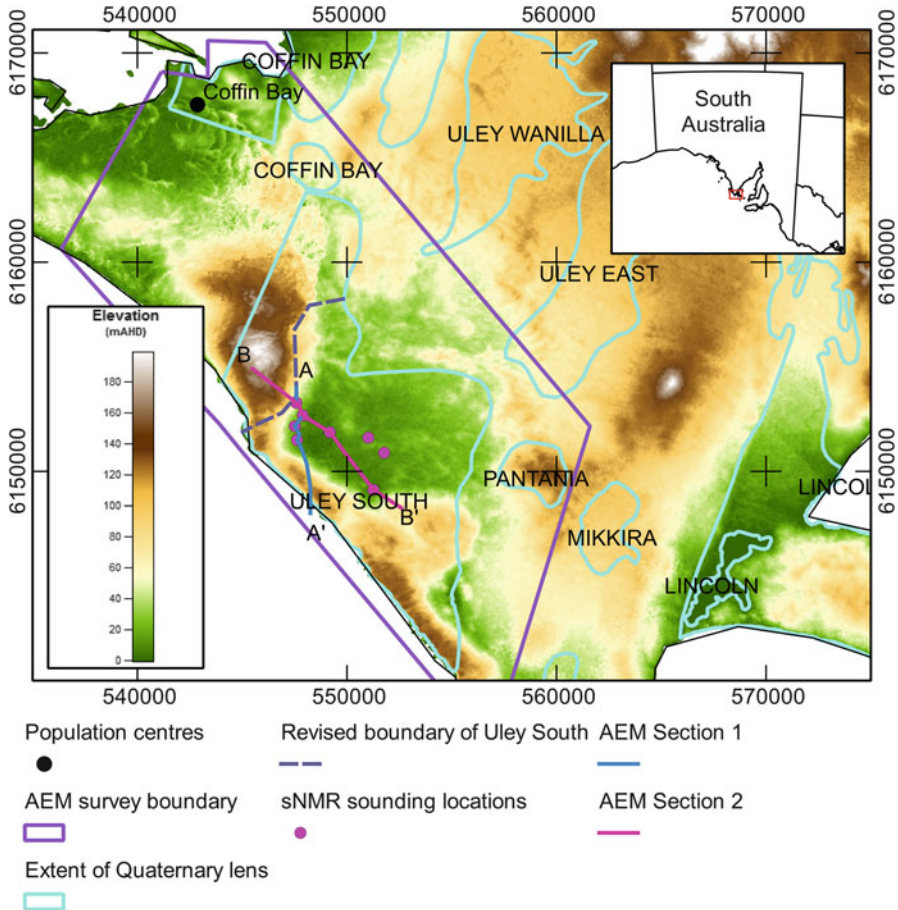 540000 550000 560000 570000
6170000
6170000
COFFIN BAY
Coffin Bay
South
Australia
ULEY WANILLA
COFFIN BAY
6160000
6160000
ULEY EAST
Elevation
(mAHD)
180
160
140
120
100
80
60
40
20
0
B
A
6150000
6150000
PANTANIA
LINCOL
ULEY SOUTH
B'
A'
MIKKIRA
LINCOLN
540000 550000 560000 570000
Population centres
Revised boundary of Uley South
AEM Section 1
AEM survey boundary
sNMR sounding locations
AEM Section 2
Extent of Quaternary lens